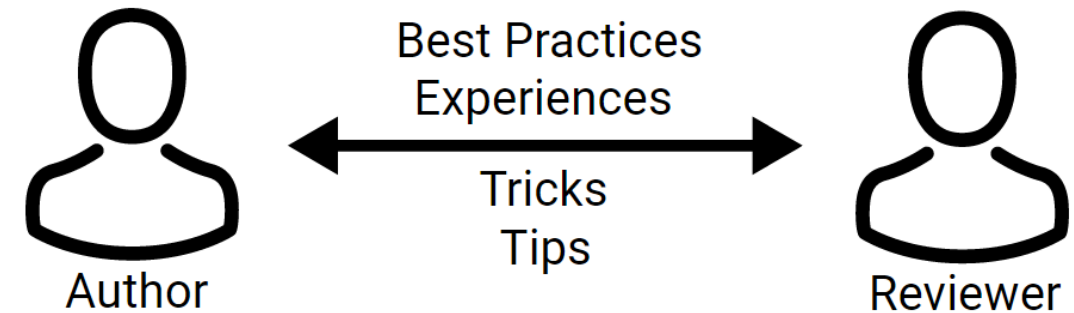 Best Practices
Experiences
Tricks
Tips
Author
Reviewer